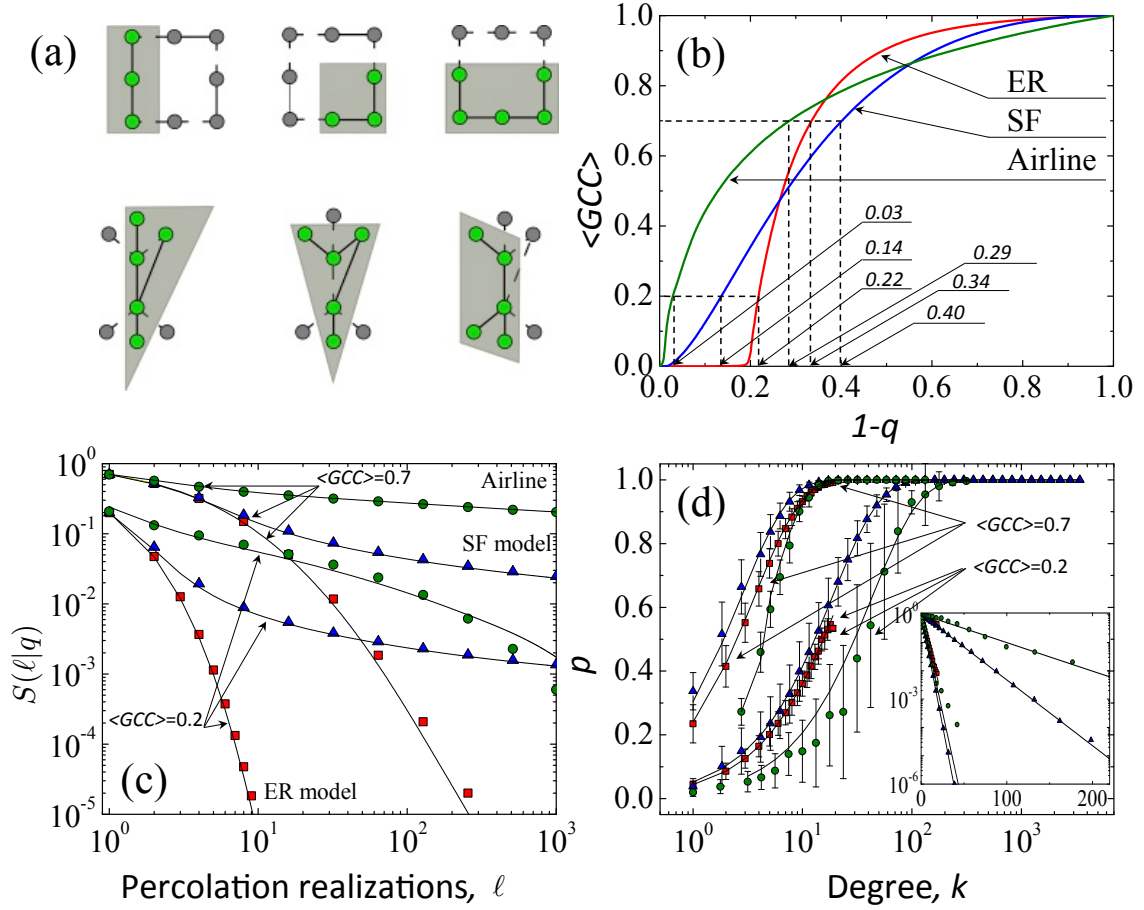 (a)
(b)
1.0
0.8
0.6
0.4
0.2
0.0
<GCC>
ER
SF
Airline
0.03
0.14
0.22
0.29
0.34
0.40
0.0 0.2 0.4 0.6 0.8 1.0
1-q
(c)
10^0
10^-1
10^-2
10^-3
10^-4
10^-5
S(ℓ|q)
<GCC>=0.7
Airline
SF model
<GCC>=0.2
ER model
10^0 10^1 10^2 10^3
Percolation realizations, ℓ
(d)
1.0
0.8
0.6
0.4
0.2
0.0
p
<GCC>=0.7
<GCC>=0.2
10^0
10^-3
10^-6
0 100 200
10^0 10^1 10^2 10^3
Degree, k